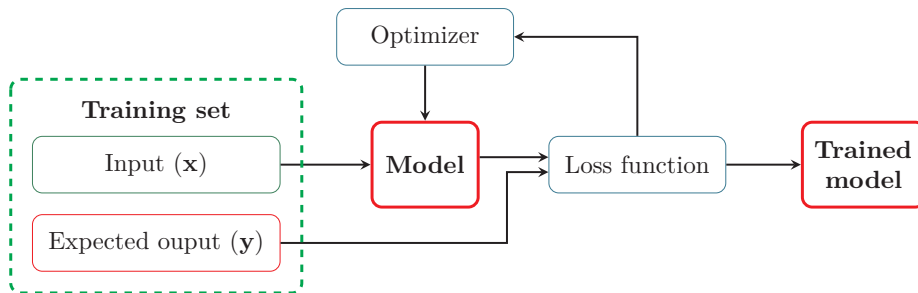 Optimizer
Training set
Input (x)
Model
Loss function
Trained
model
Expected ouput (y)